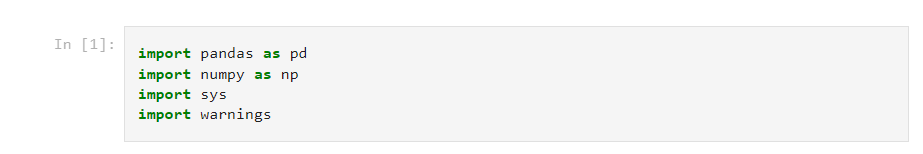 In [1]:
import pandas as pd
import numpy as np
import sys
import warnings